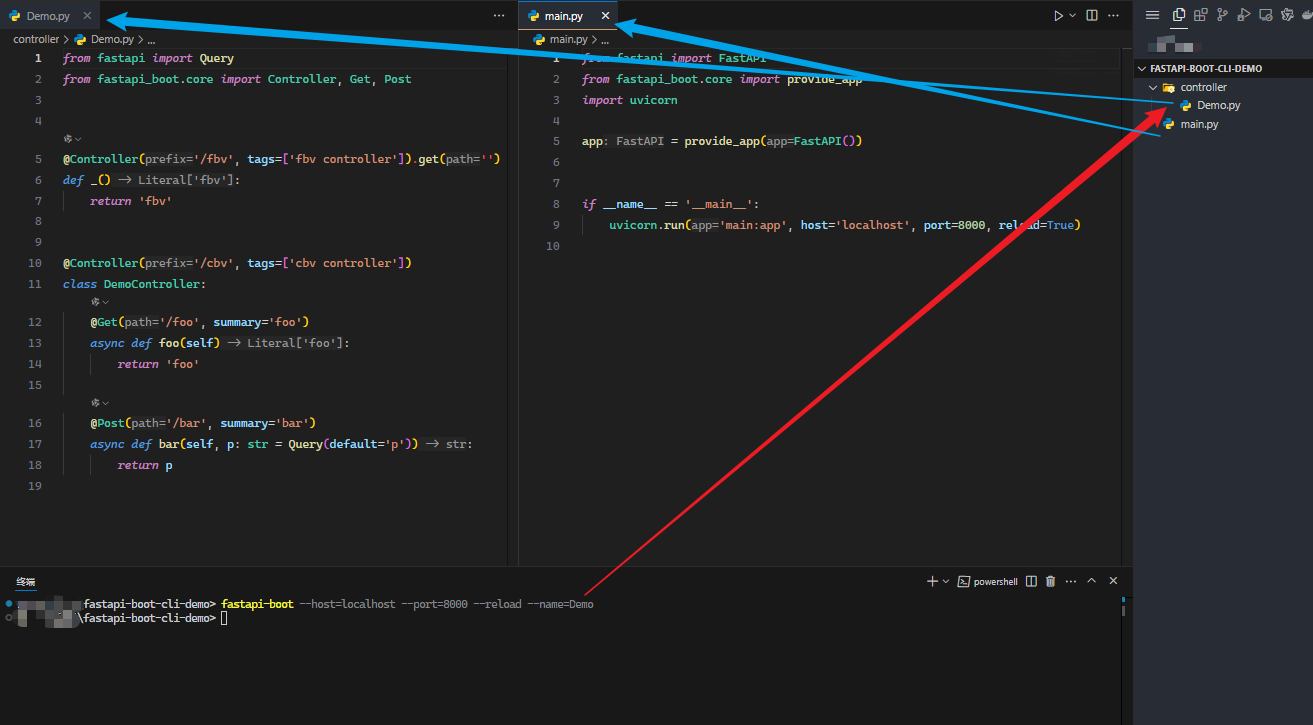 Demo.py
controller > Demo.py > ...
1 from fastapi import Query
2 from fastapi_boot.core import Controller, Get, Post
3
4
5 @Controller(prefix='/fbv', tags=['fbv controller']).get(path='')
6 def _() -> Literal['fbv']:
7 return 'fbv'
8
9
10 @Controller(prefix='/cbv', tags=['cbv controller'])
11 class DemoController:
12 @Get(path='/foo', summary='foo')
13 async def foo(self) -> Literal['foo']:
14 return 'foo'
15
16 @Post(path='/bar', summary='bar')
17 async def bar(self, p: str = Query(default='p')) -> str:
18 return p
19
main.py
main.py > ...
1 from fastapi import FastAPI
2 from fastapi_boot.core import provide_app
3 import uvicorn
4
5 app: FastAPI = provide_app(app=FastAPI())
6
7
8 if __name__ == '__main__':
9 uvicorn.run(app='main:app', host='localhost', port=8000, reload=True)
10
FASTAPI-BOOT-CLI-DEMO
controller
Demo.py
main.py
终端
powershell
fastapi-boot-cli-demo> fastapi-boot --host=localhost --port=8000 --reload --name=Demo
\fastapi-boot-cli-demo>